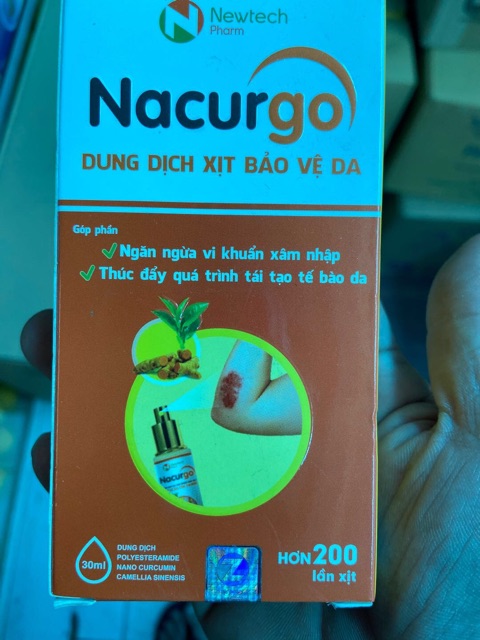 Newtech
Pharm
Nacurgo
DUNG DỊCH XỊT BẢO VỆ DA
Góp phần
Ngăn ngừa vi khuẩn xâm nhập
Thúc đẩy quá trình tái tạo tế bào da
Nacurgo
30ml
DUNG DỊCH
POLYESTERAMIDE
NANO CURCUMIN
CAMELLIA SINENSIS
HƠN 200
lần xịt